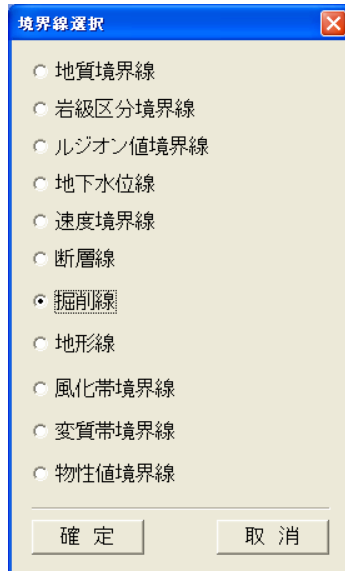 境界線選択
地質境界線
岩級区分境界線
ルジオン値境界線
地下水位線
速度境界線
断層線
掘削線
地形線
風化帯境界線
変質帯境界線
物性値境界線
確 定
取 消